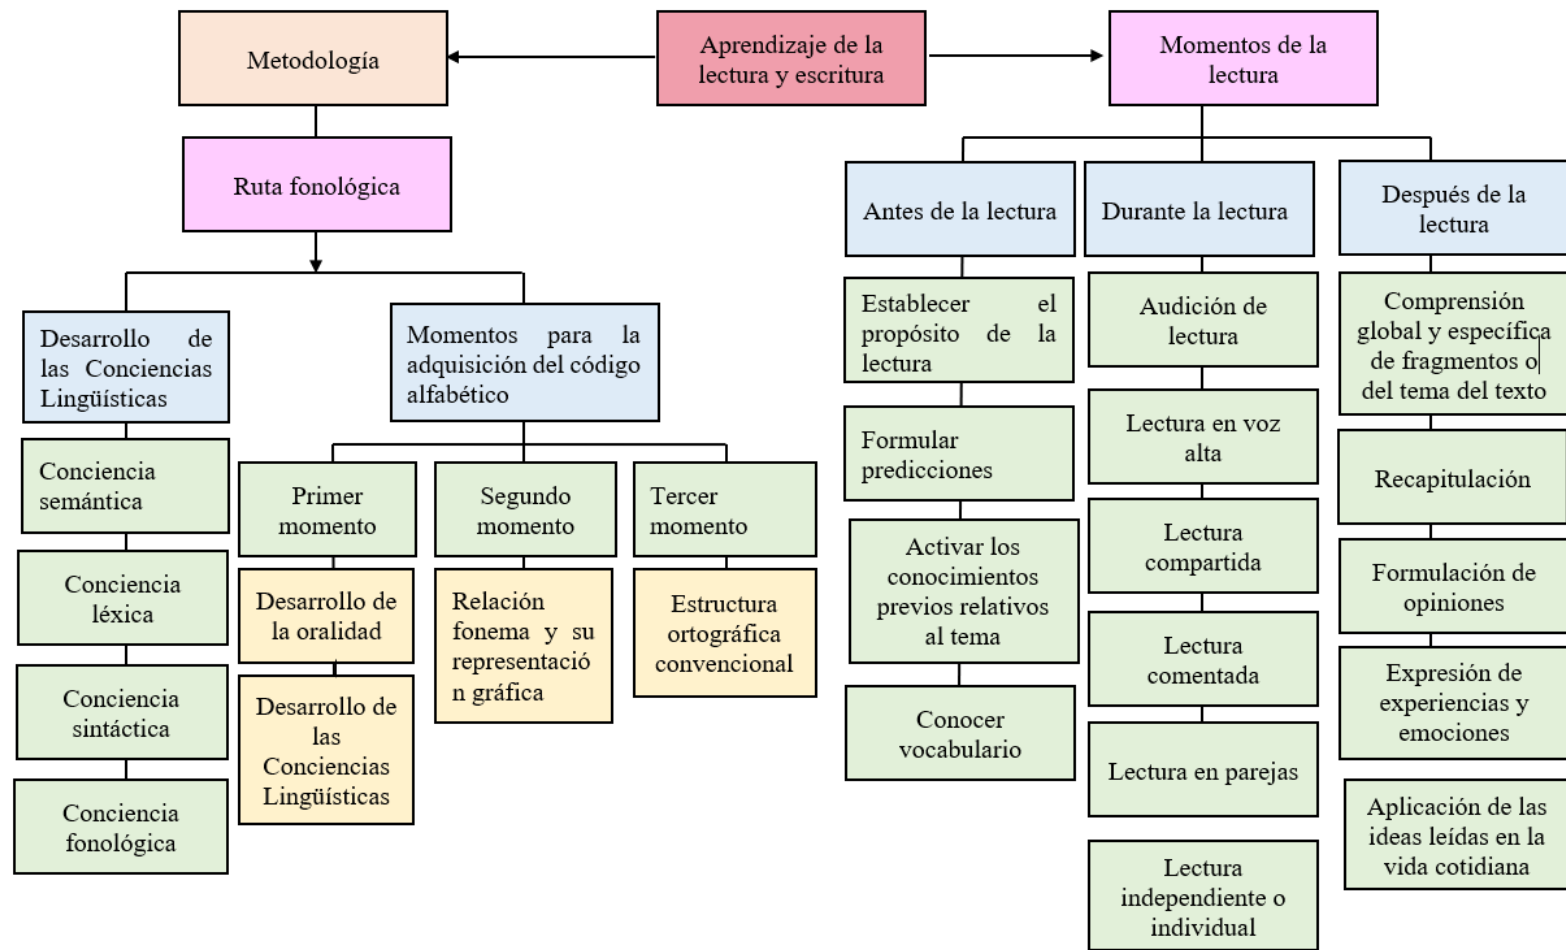 Metodología
Aprendizaje de la
lectura y escritura
Momentos de la
lectura
Ruta fonológica
Desarrollo de
las Conciencias
Lingüísticas
Momentos para la
adquisición del código
alfabético
Conciencia
semántica
Conciencia
léxica
Conciencia
sintáctica
Conciencia
fonológica
Primer
momento
Desarrollo de
la oralidad
Desarrollo de
las
Conciencias
Lingüísticas
Segundo
momento
Relación
fonema y su
representació
n gráfica
Tercer
momento
Estructura
ortográfica
convencional
Antes de la lectura
Establecer el
propósito de la
lectura
Formular
predicciones
Activar los
conocimientos
previos relativos
al tema
Conocer
vocabulario
Durante la lectura
Audición de
lectura
Lectura en voz
alta
Lectura
compartida
Lectura
comentada
Lectura en parejas
Lectura
independiente o
individual
Después de la
lectura
Comprensión
global y específica
de fragmentos o
del tema del texto
Recapitulación
Formulación de
opiniones
Expresión de
experiencias y
emociones
Aplicación de las
ideas leídas en la
vida cotidiana